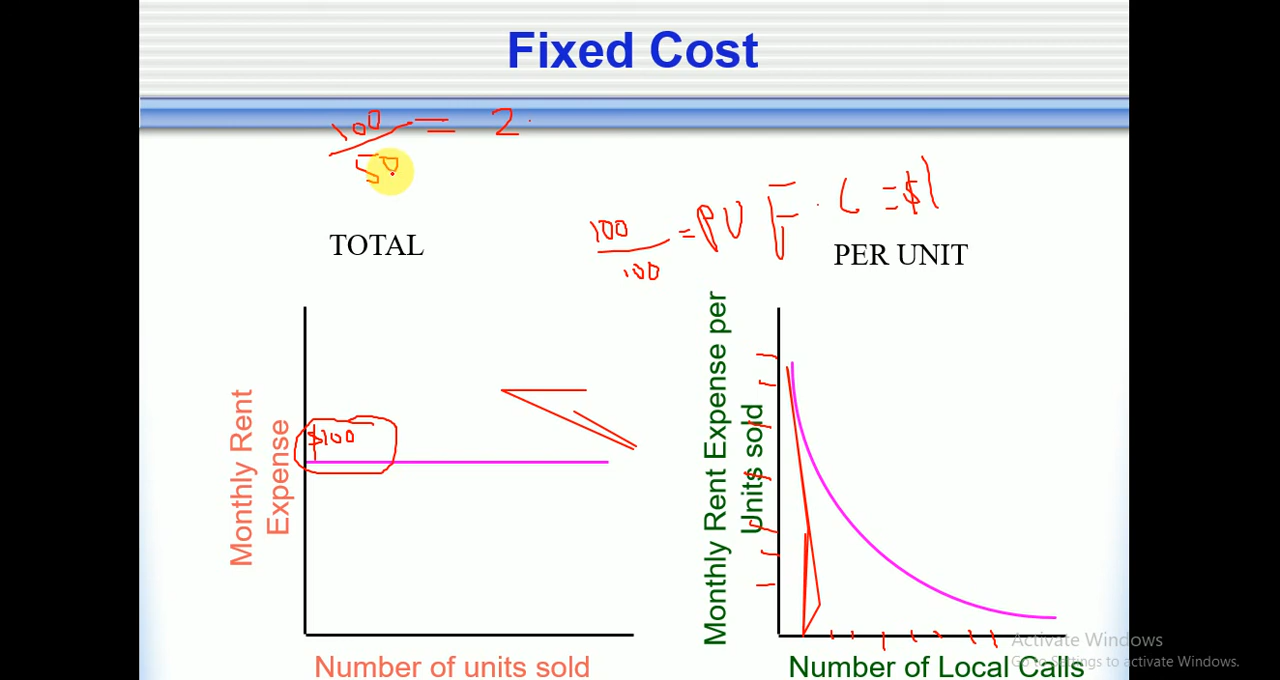 Fixed Cost
100
50
= 2
TOTAL
100
100
= PU F.C = $1
PER UNIT
Monthly Rent
Expense
$100
Number of units sold
Monthly Rent Expense per
Units sold
Number of Local Calls
Activate Windows
Go to Settings to activate Windows.